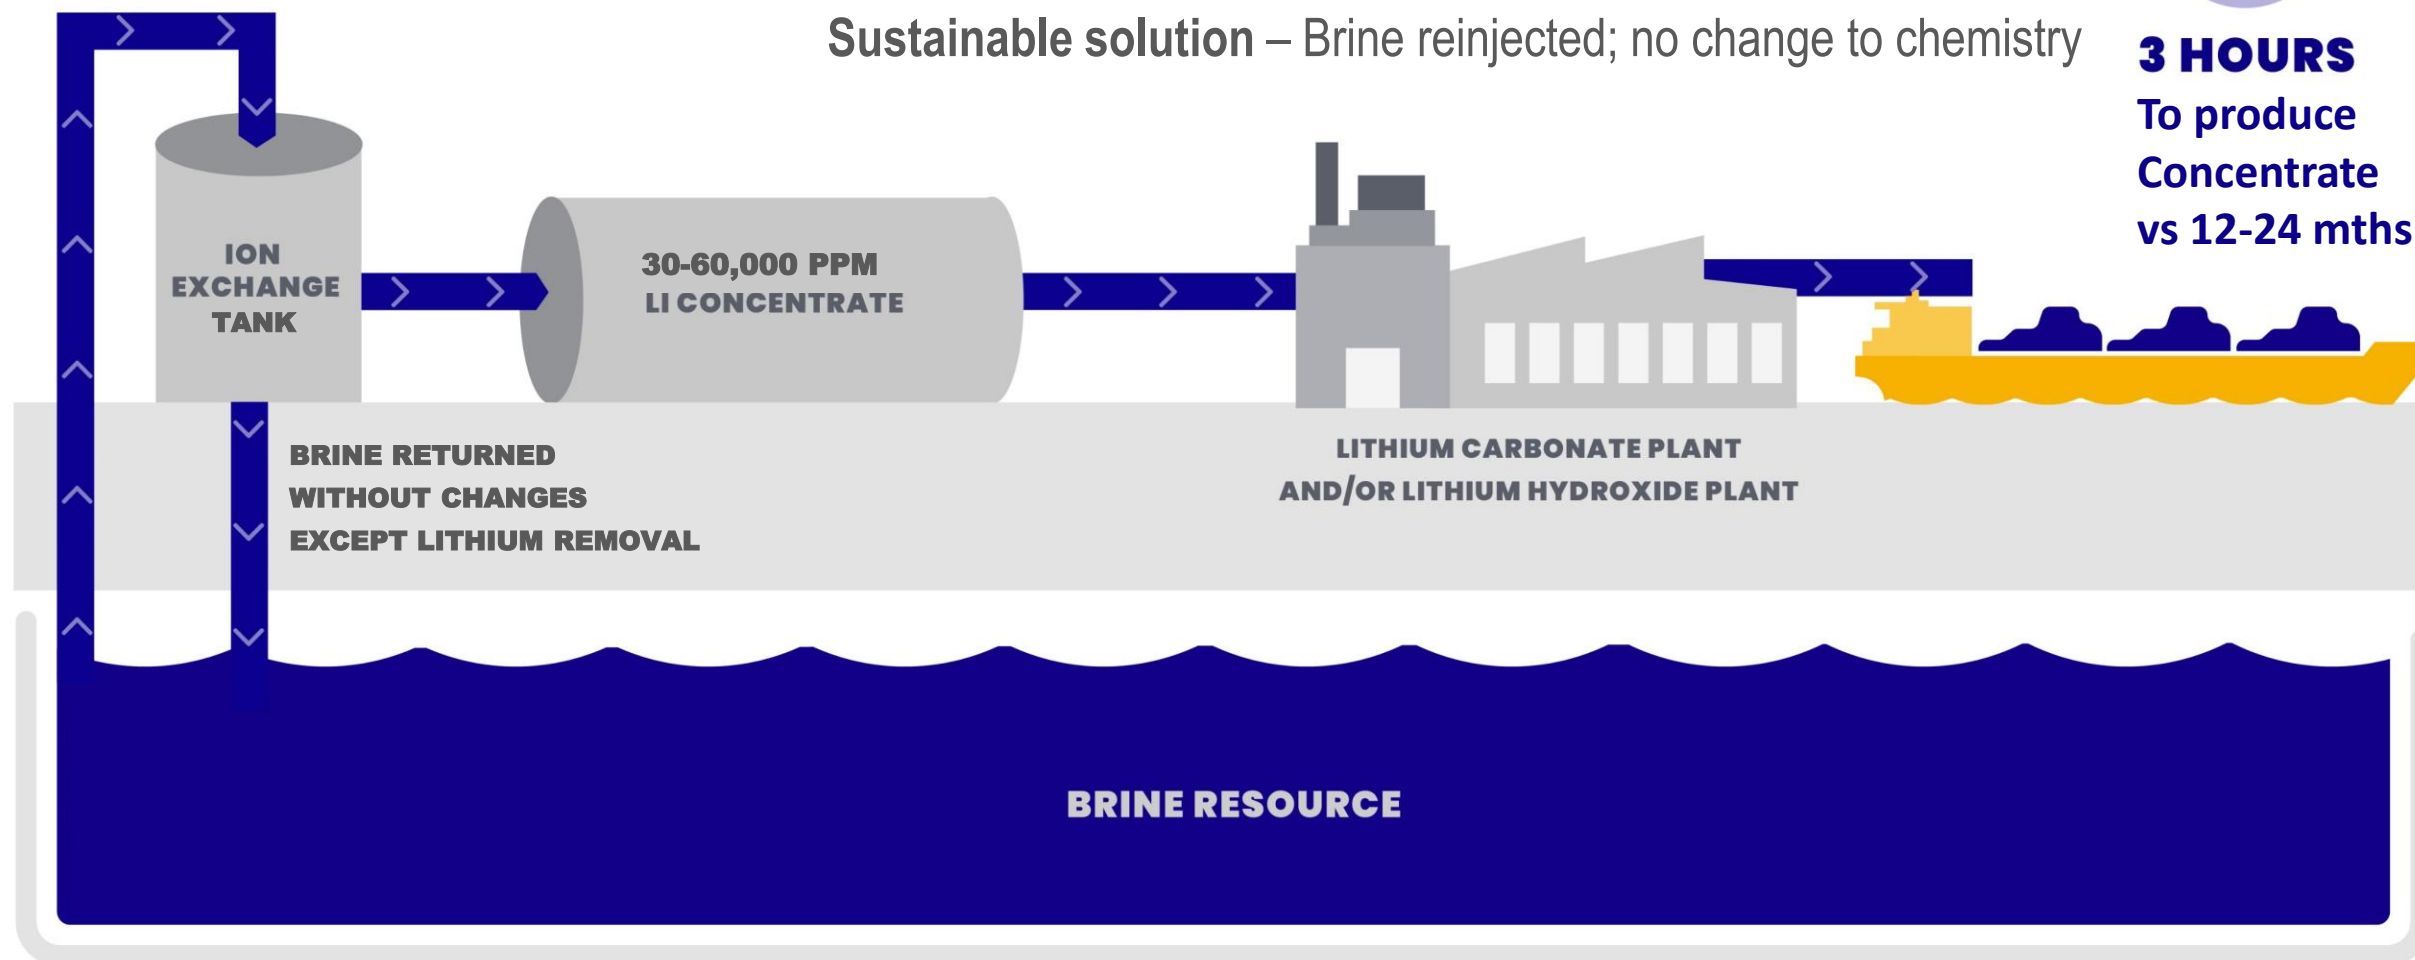 Sustainable solution – Brine reinjected; no change to chemistry
3 HOURS
To produce
Concentrate
vs 12-24 mths
ION
EXCHANGE
TANK
30-60,000 PPM
LI CONCENTRATE
BRINE RETURNED
WITHOUT CHANGES
EXCEPT LITHIUM REMOVAL
LITHIUM CARBONATE PLANT
AND/OR LITHIUM HYDROXIDE PLANT
BRINE RESOURCE